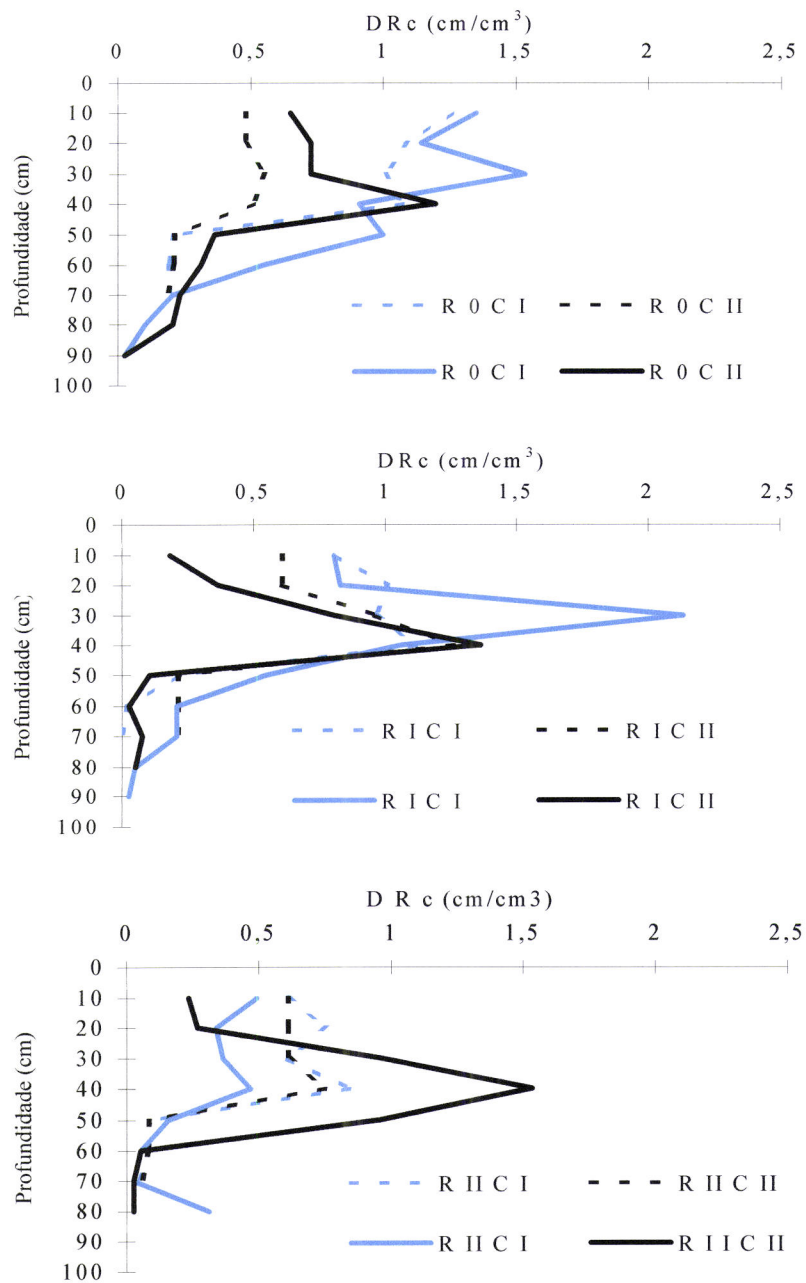 DRc (cm/cm³)
0 0,5 1 1,5 2 2,5
Profundidade (cm)
0
10
20
30
40
50
60
70
80
90
100
R 0 C I R 0 C II
R 0 C I R 0 C II
DRc (cm/cm³)
0 0,5 1 1,5 2 2,5
Profundidade (cm)
0
10
20
30
40
50
60
70
80
90
100
R I C I R I C II
R I C I R I C II
D R c (cm/cm3)
0 0,5 1 1,5 2 2,5
Profundidade (cm)
0
10
20
30
40
50
60
70
80
90
100
R II C I R II C II
R II C I R I I C II